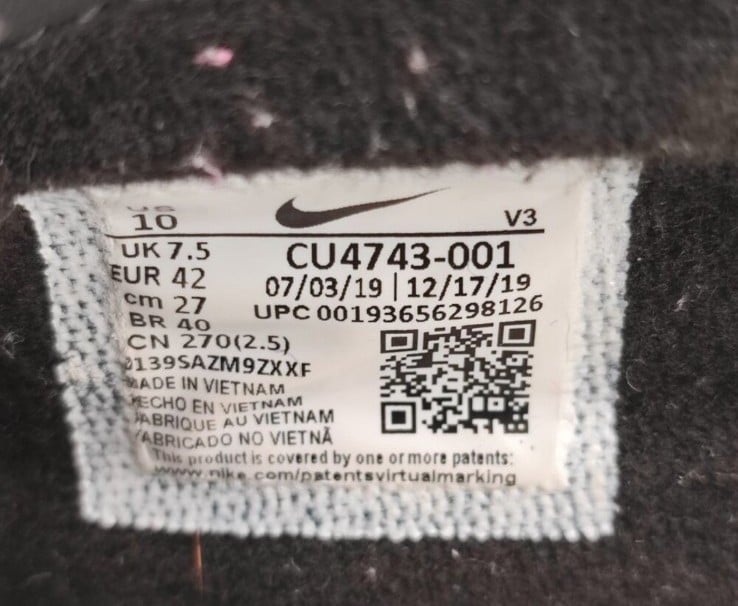 US
10
V3
UK 7.5
CU4743-001
EUR 42
07/03/19 | 12/17/19
cm 27
UPC 00193656298126
BR 40
CN 270(2.5)
0139SAZM9ZXXF
MADE IN VIETNAM
HECHO EN VIETNAM
FABRIQUE AU VIETNAM
FABRICADO NO VIETNÃ
This product is covered by one or more patents:
www.nike.com/patentsvirtualmarking